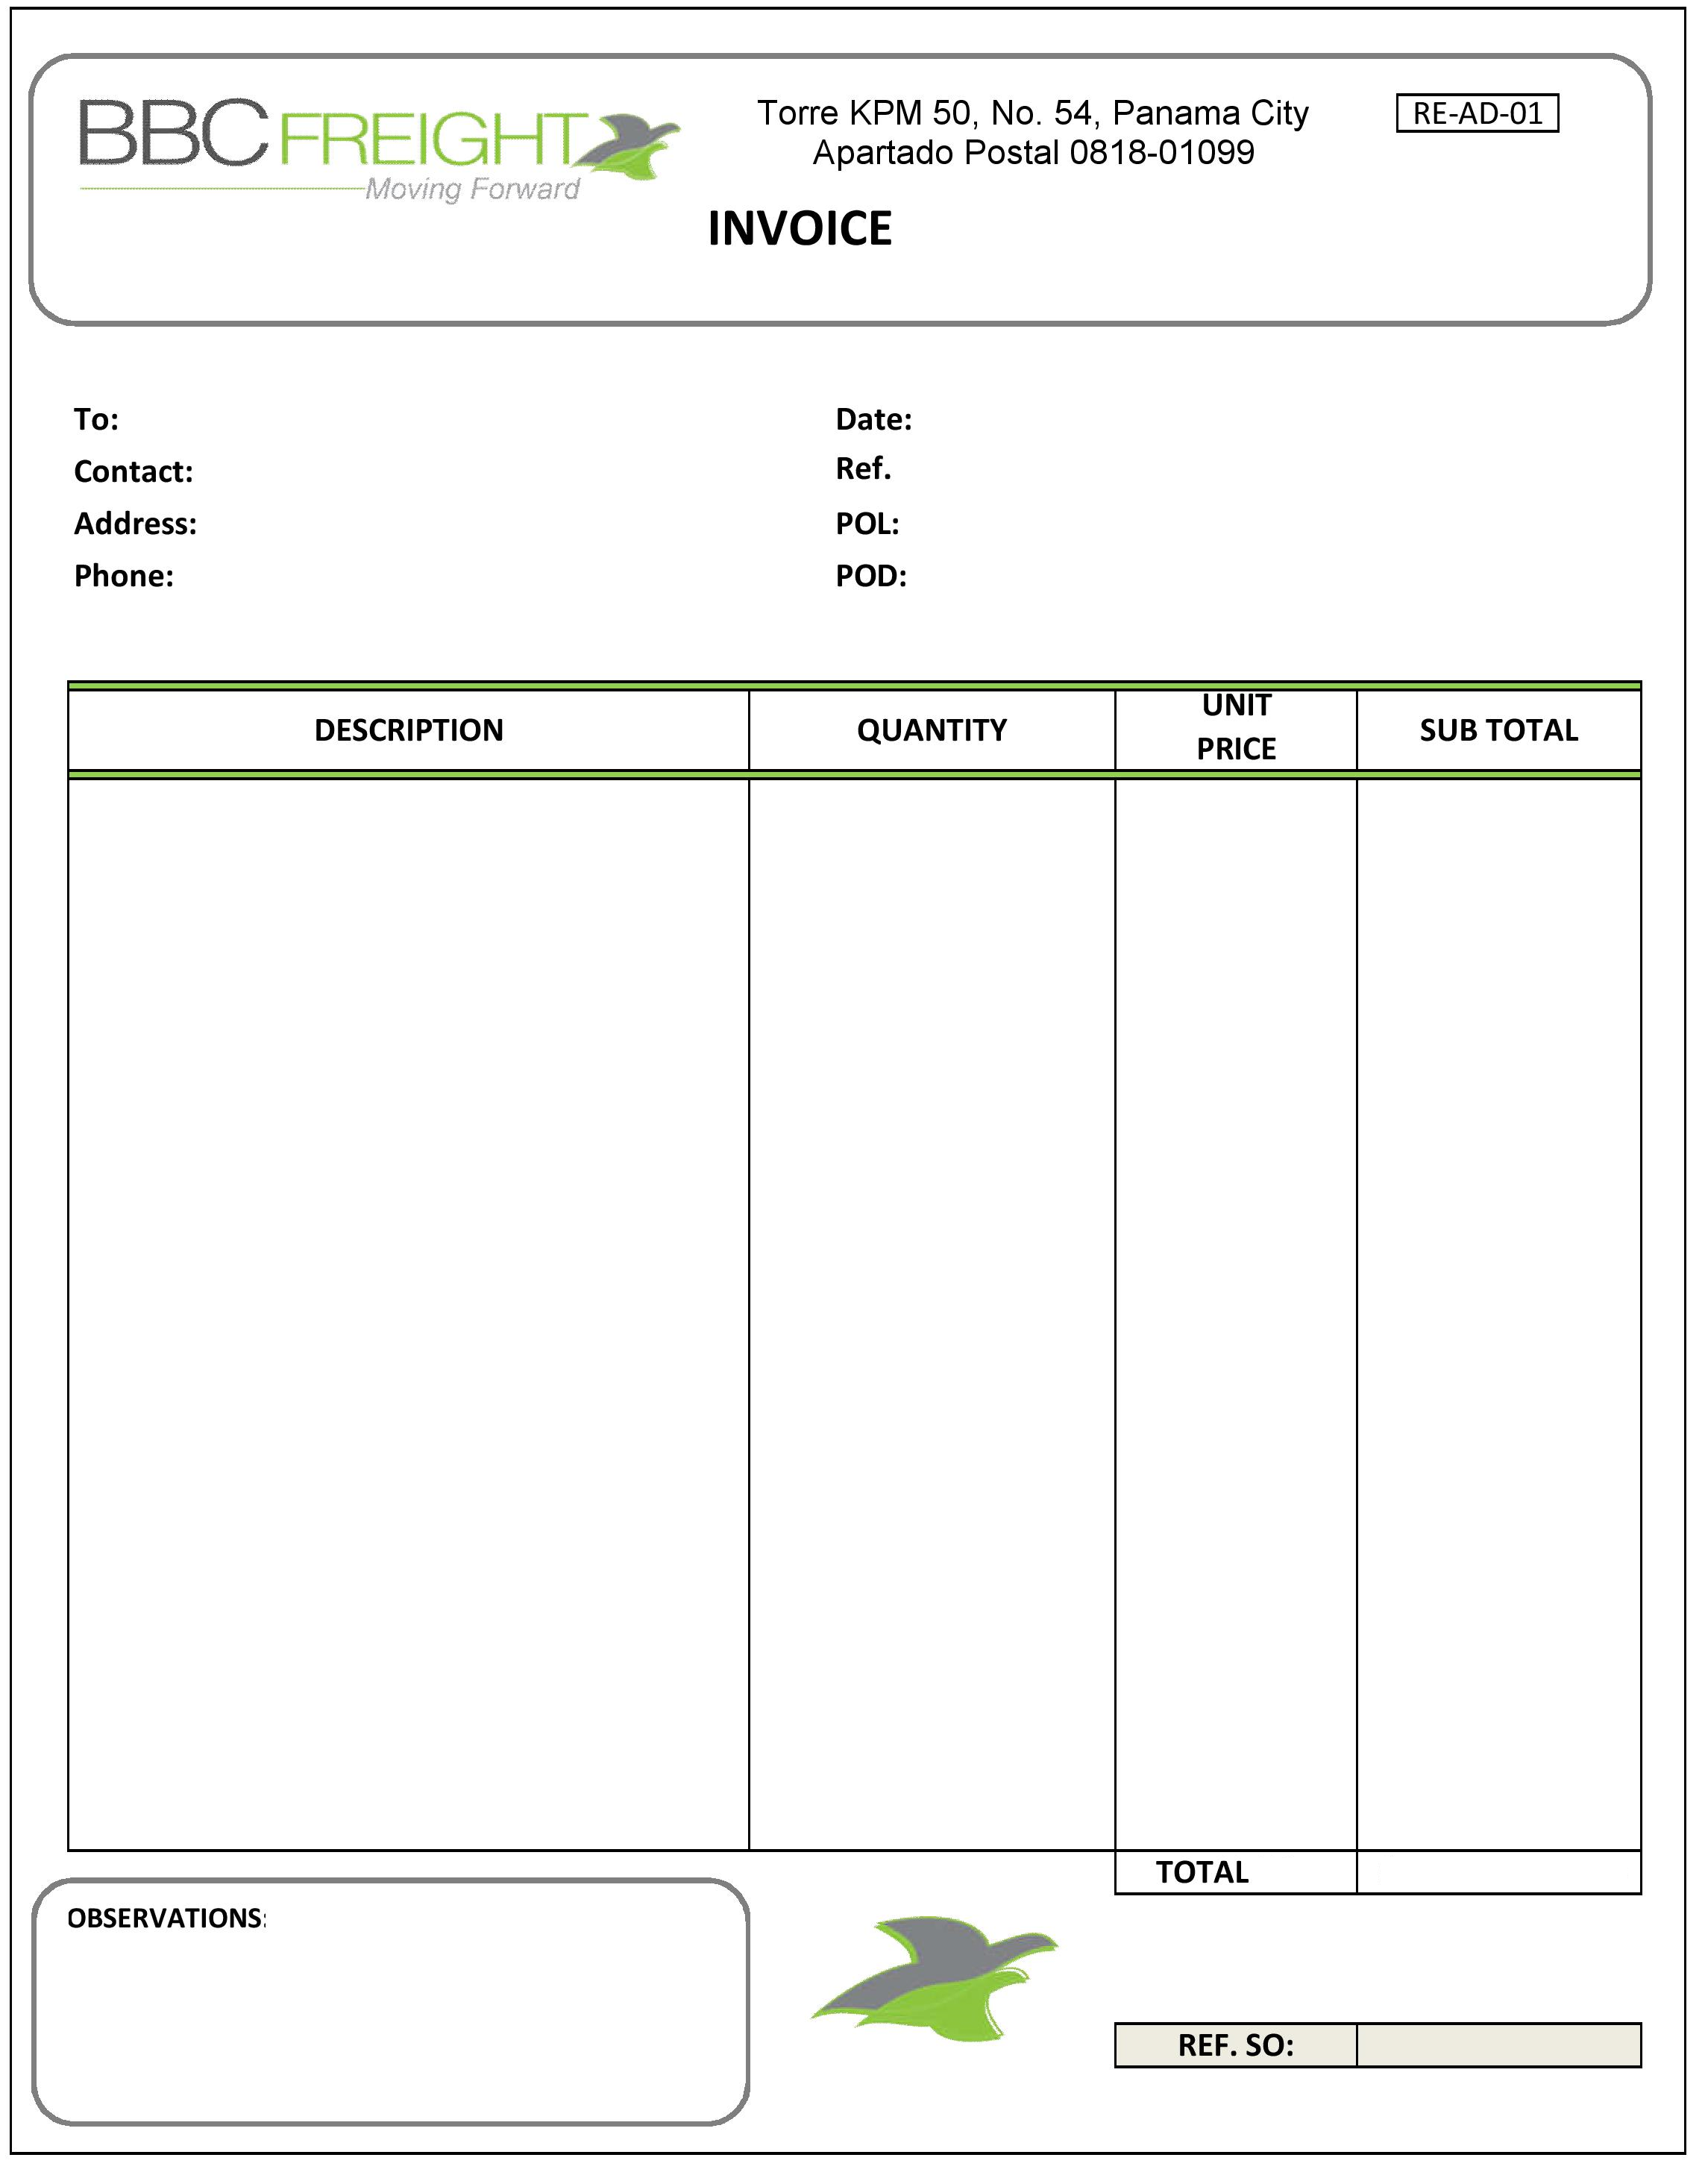 BBC FREIGHT
Moving Forward
Torre KPM 50, No. 54, Panama City
Apartado Postal 0818-01099
RE-AD-01
INVOICE
To:
Contact:
Address:
Phone:
Date:
Ref.
POL:
POD:
DESCRIPTION
QUANTITY
UNIT
PRICE
SUB TOTAL
TOTAL
OBSERVATIONS:
REF. SO: